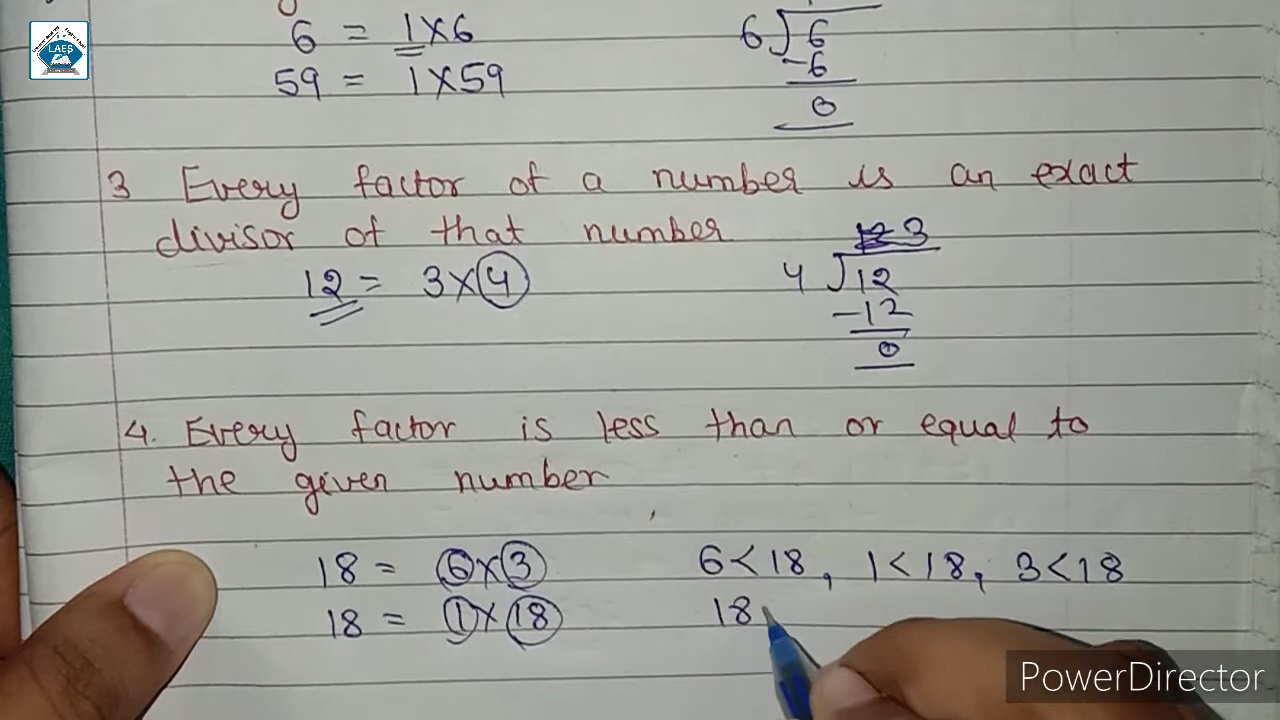 LAES
6 = 1×6
6)6
-6
0
59 = 1×59
3 Every factor of a number is an exact
divisor of that number
12 = 3×4
3
4)12
-12
0
4. Every factor is less than or equal to
the given number
18 = 6×3 6<18, 1<18, 3<18
18 = 1×18 18
PowerDirector